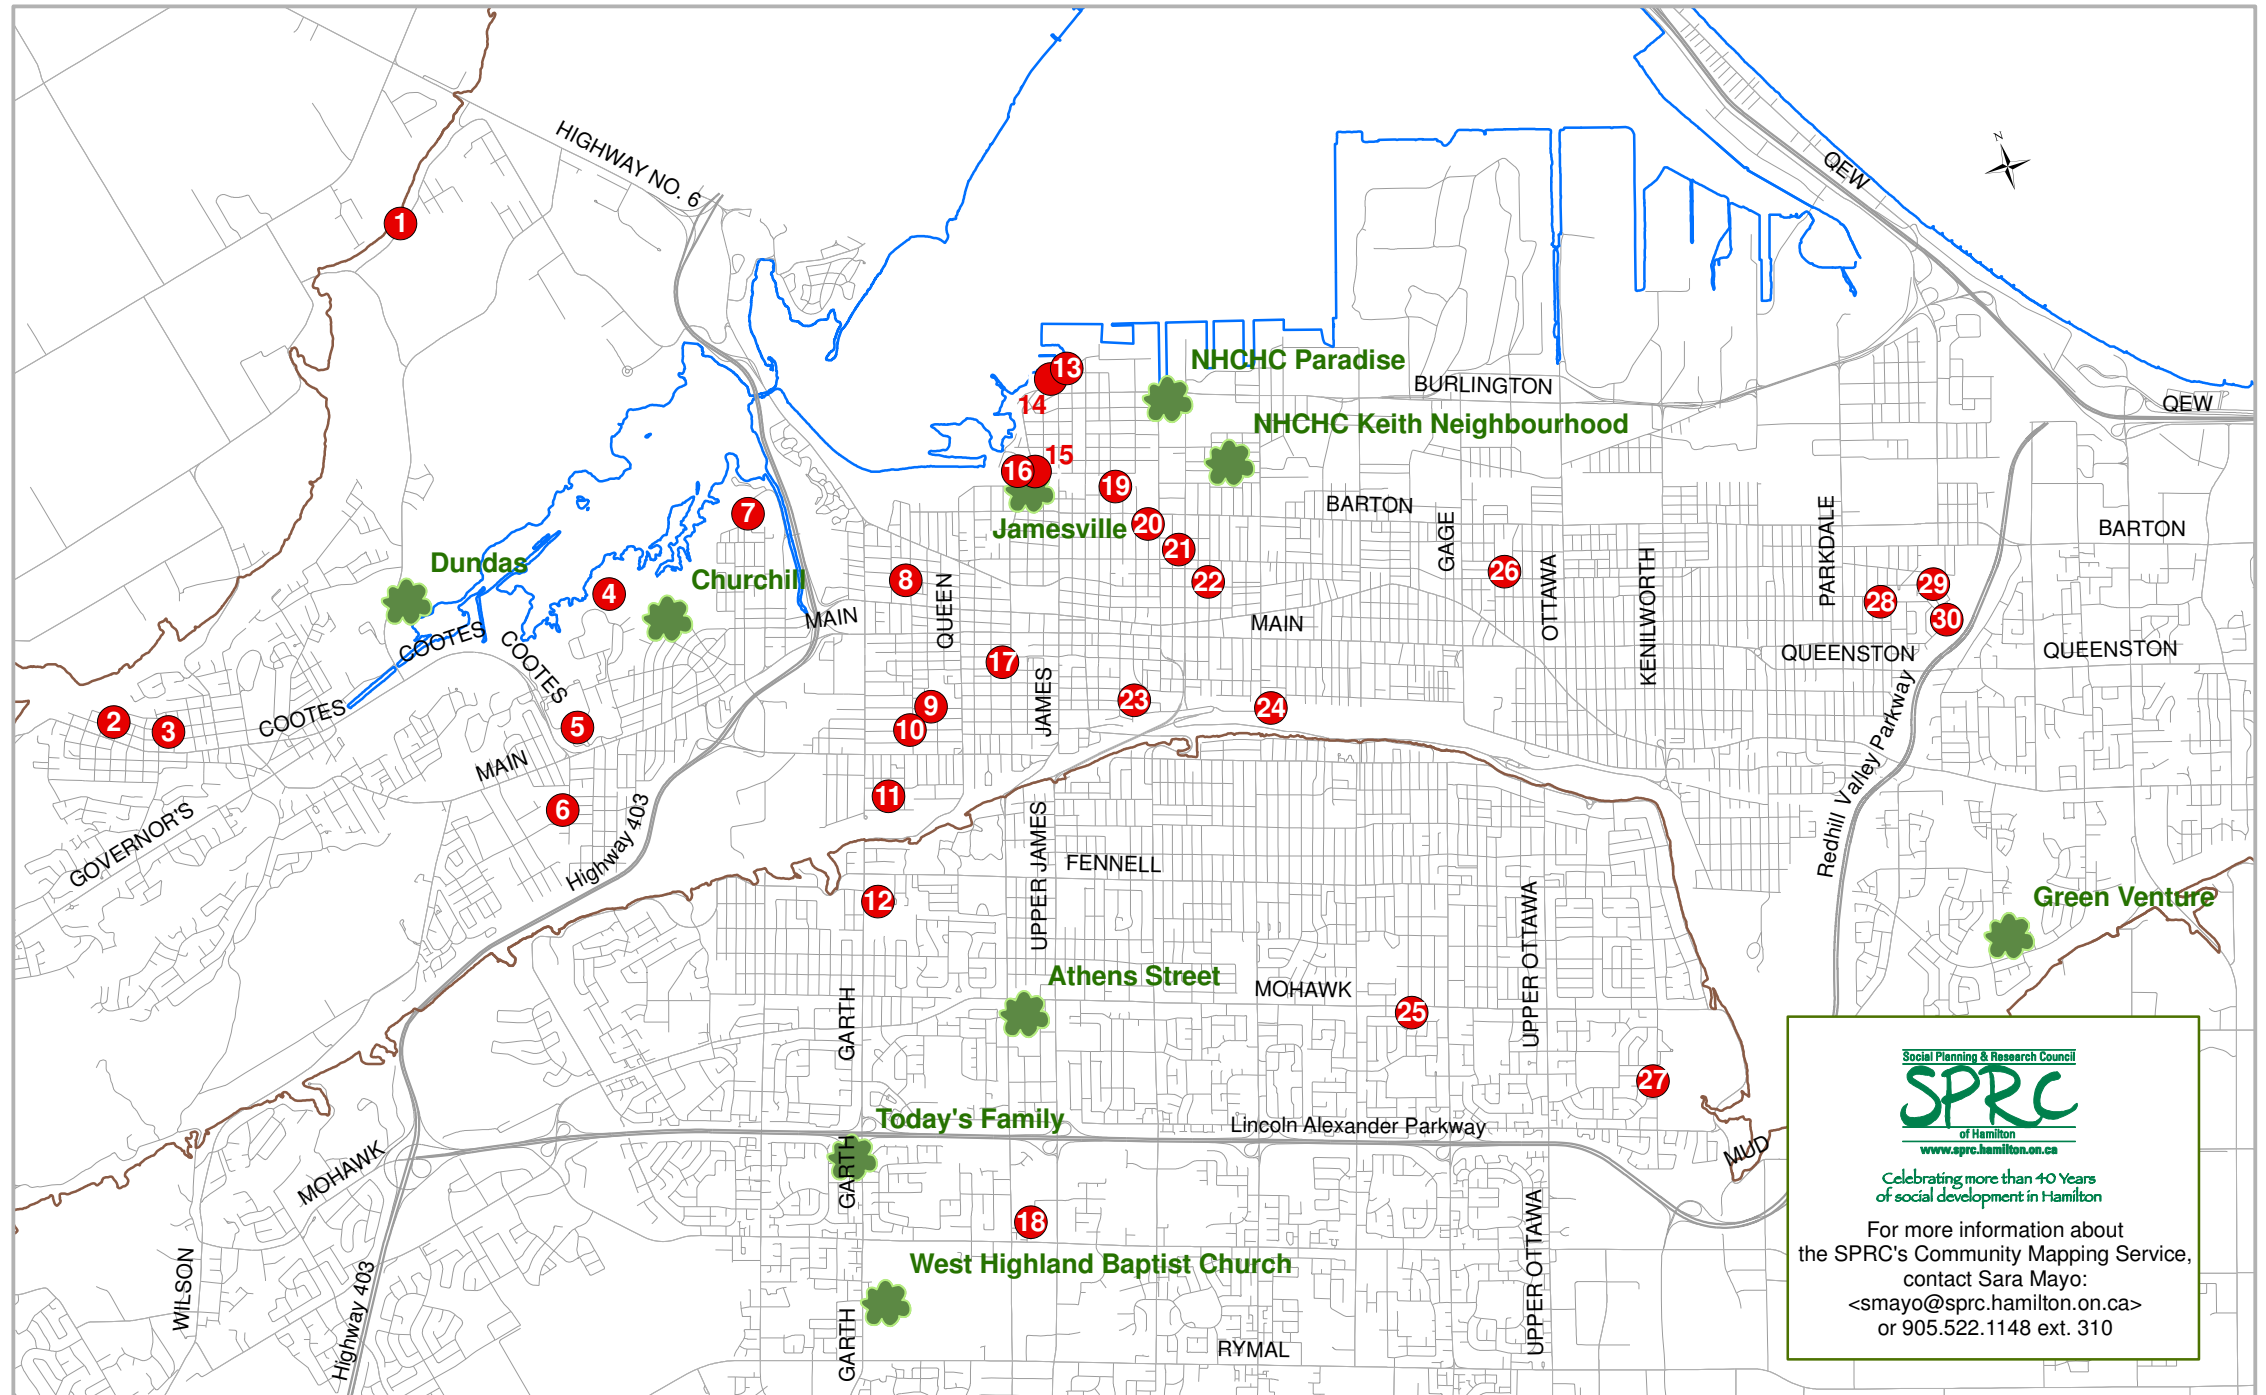 HIGHWAY NO. 6
QEW
1
NHCHC Paradise
13
14
BURLINGTON
QEW
NHCHC Keith Neighbourhood
15
16
19
BARTON
7
20
Jamesville
GAGE
PARKDALE
BARTON
21
Dundas
Churchill
8
22
26
OTTAWA
KENILWORTH
29
4
28
QUEEN
30
MAIN
MAIN
COOTES
COOTES
QUEENSTON
QUEENSTON
17
JAMES
23
24
9
10
2
3
COOTES
5
MAIN
Redhill Valley Parkway
11
6
GOVERNOR'S
Highway 403
UPPER JAMES
FENNELL
12
UPPER OTTAWA
Green Venture
Athens Street
MOHAWK
GARTH
25
27
Today's Family
Lincoln Alexander Parkway
MUD
MOHAWK
GARTH
18
UPPER OTTAWA
WILSON
Highway 403
West Highland Baptist Church
GARTH
RYMAL
N
Social Planning & Research Council
SPRC
of Hamilton
www.sprc.hamilton.on.ca
Celebrating more than 40 Years
of social development in Hamilton
For more information about
the SPRC's Community Mapping Service,
contact Sara Mayo:
<smayo@sprc.hamilton.on.ca>
or 905.522.1148 ext. 310